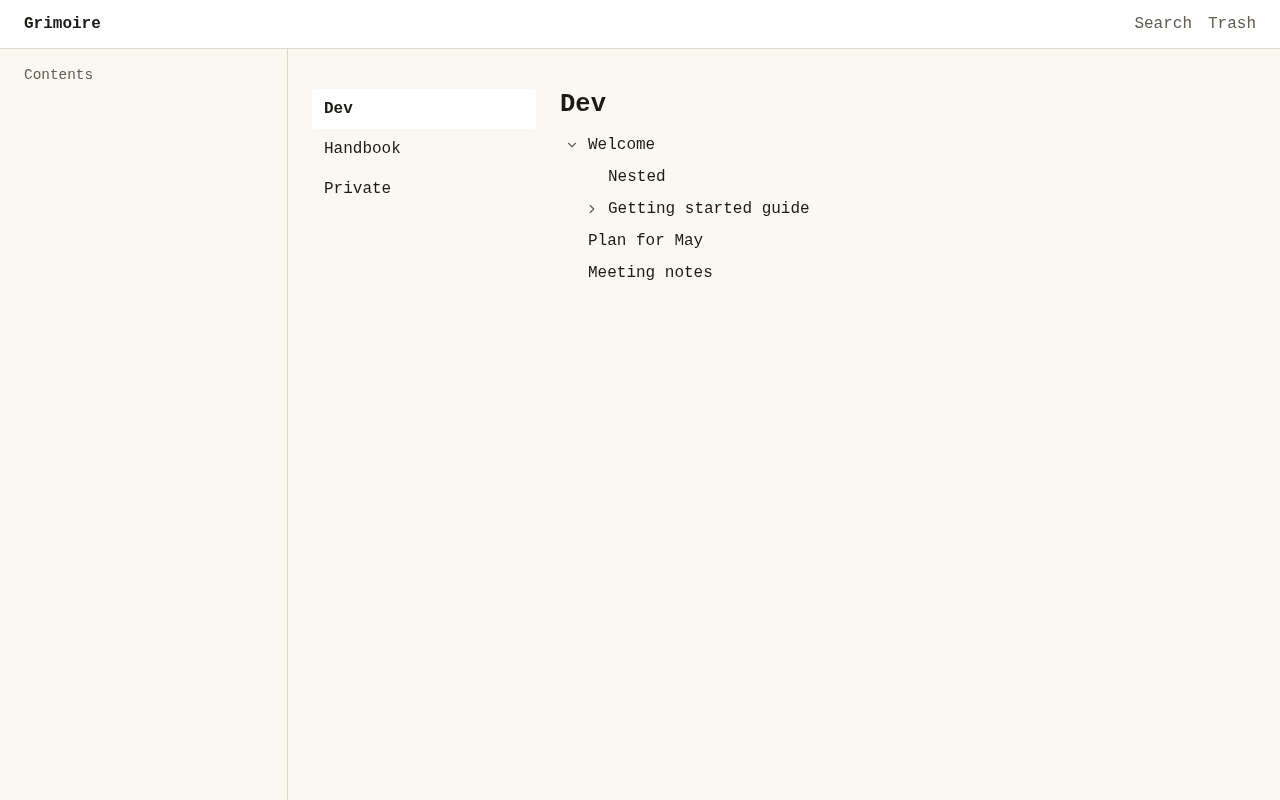 Grimoire
Search Trash
Contents
Dev
Handbook
Private
Dev
Welcome
Nested
Getting started guide
Plan for May
Meeting notes